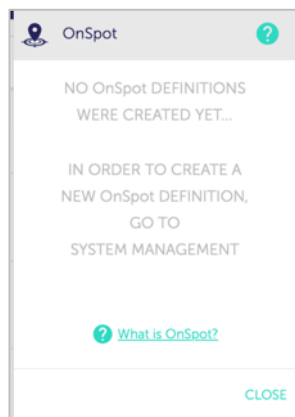 OnSpot ?
NO OnSpot DEFINITIONS
WERE CREATED YET...
IN ORDER TO CREATE A
NEW OnSpot DEFINITION,
GO TO
SYSTEM MANAGEMENT
? What is OnSpot?
CLOSE